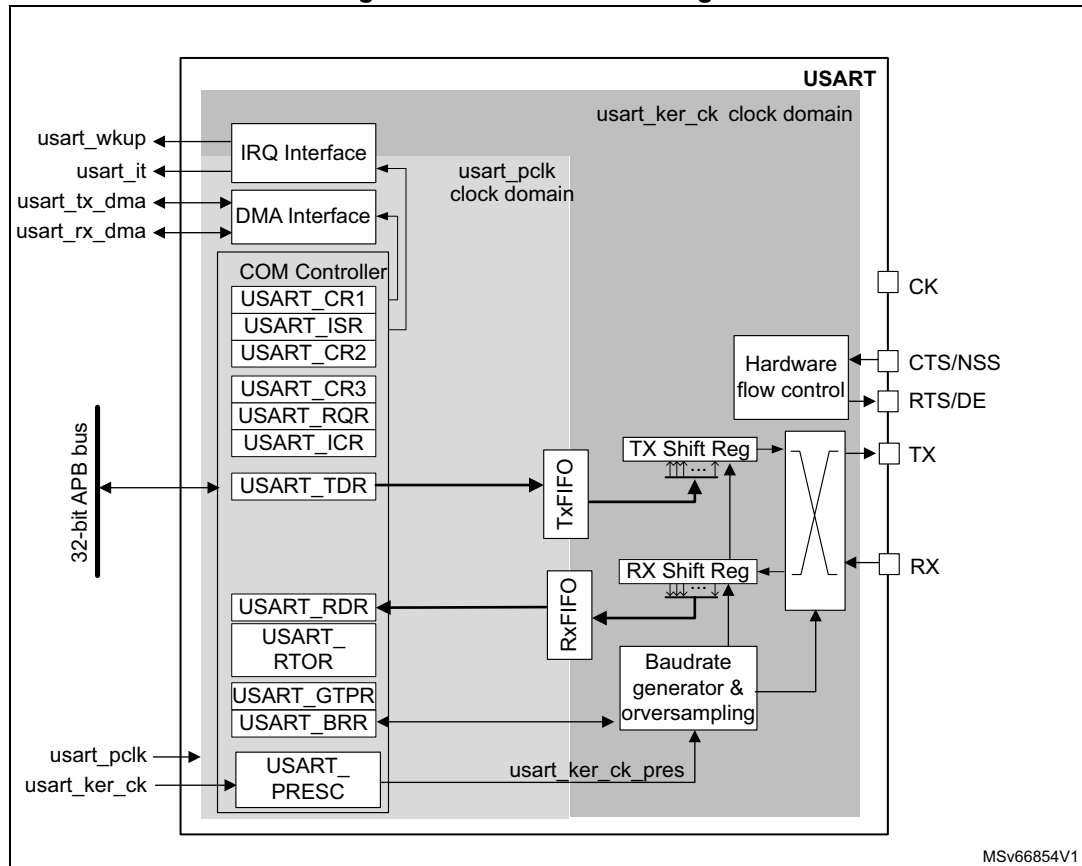 USART
usart_ker_ck clock domain
usart_wkup
IRQ Interface
usart_it
usart_pclk
clock domain
usart_tx_dma
DMA Interface
usart_rx_dma
COM Controller
USART_CR1
USART_ISR
USART_CR2
USART_CR3
USART_RQR
USART_ICR
USART_TDR
32-bit APB bus
TxFIFO
TX Shift Reg
...
CK
Hardware
flow control
CTS/NSS
RTS/DE
TX
RX
USART_RDR
USART_
RTOR
RxFIFO
RX Shift Reg
...
Baudrate
generator &
orversampling
USART_GTPR
USART_BRR
usart_pclk
usart_ker_ck
USART_
PRESC
usart_ker_ck_pres
MSv66854V1